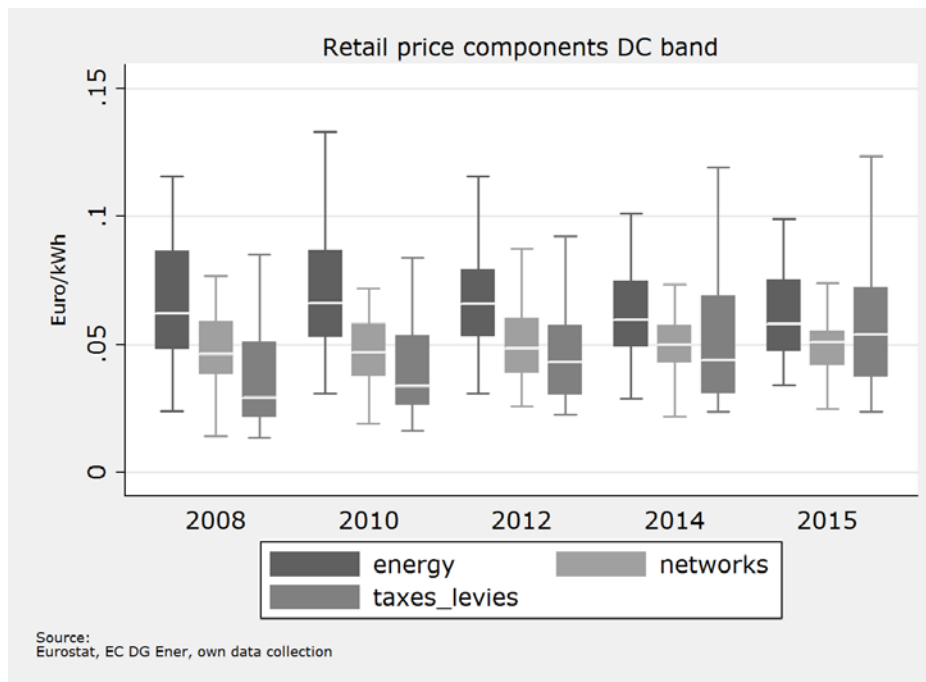 Retail price components DC band
.15
.1
.05
0
Euro/kWh
2008 2010 2012 2014 2015
energy networks
taxes_levies
Source:
Eurostat, EC DG Ener, own data collection